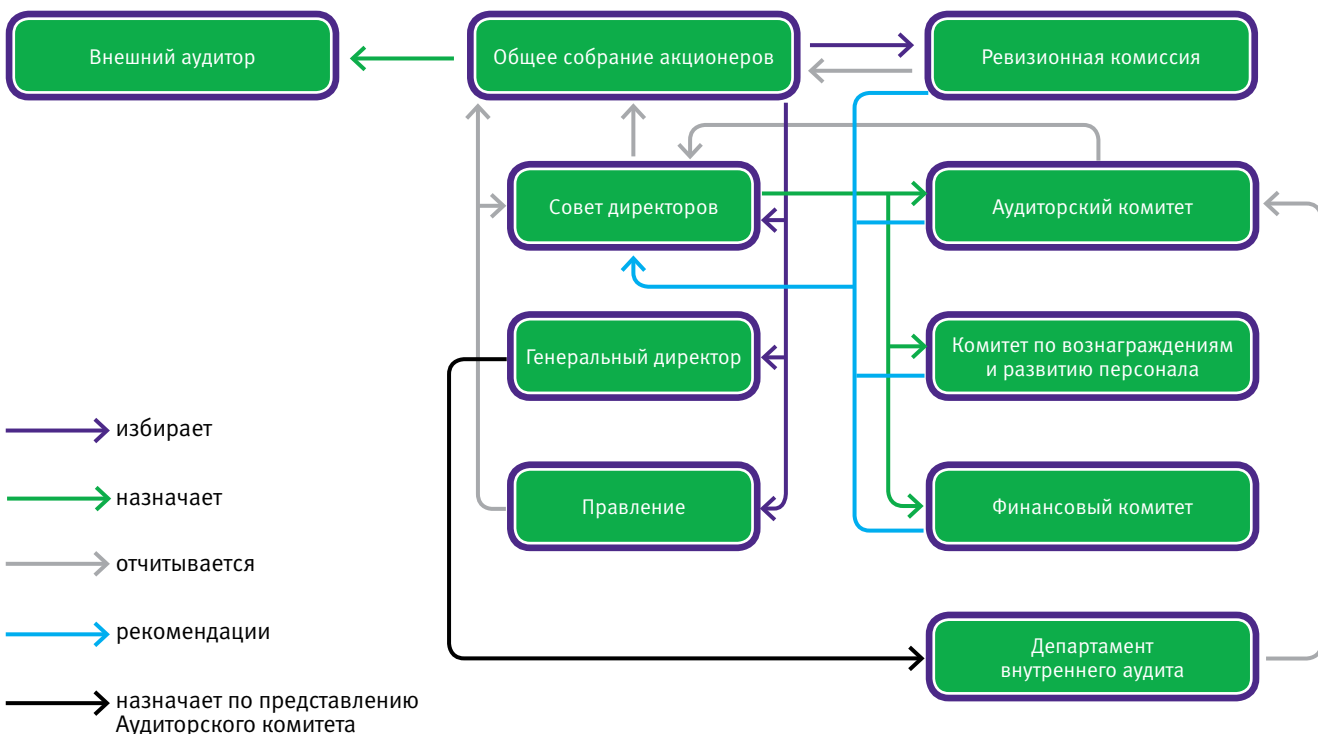 Внешний аудитор
Общее собрание акционеров
Ревизионная комиссия
Совет директоров
Аудиторский комитет
Генеральный директор
Комитет по вознаграждениям
и развитию персонала
избирает
назначает
Правление
Финансовый комитет
отчитывается
рекомендации
Департамент
внутреннего аудита
назначает по представлению
Аудиторского комитета